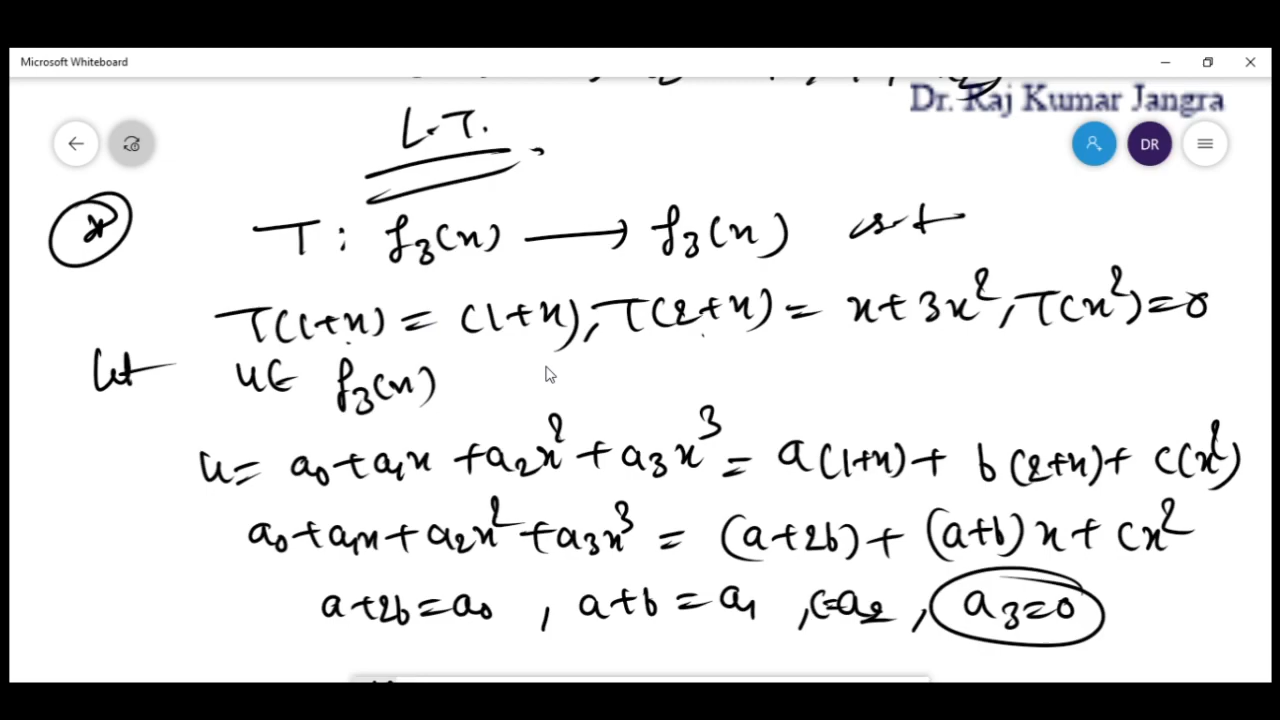 Microsoft Whiteboard
Dr. Raj Kumar Jangra
L.T.
DR
T: P₃(x) ⟶ P₃(x) s.t
T(1+x) = (1+x), T(2+x) = x+3x², T(x²)=0
Let u∈ P₃(x)
u= a₀+a₁x+a₂x²+a₃x³ = a(1+x)+ b(2+x)+ c(x²)
a₀+a₁x+a₂x²+a₃x³ = (a+2b)+(a+b)x+cx²
a+2b=a₀ , a+b=a₁ , c=a₂ , a₃=0